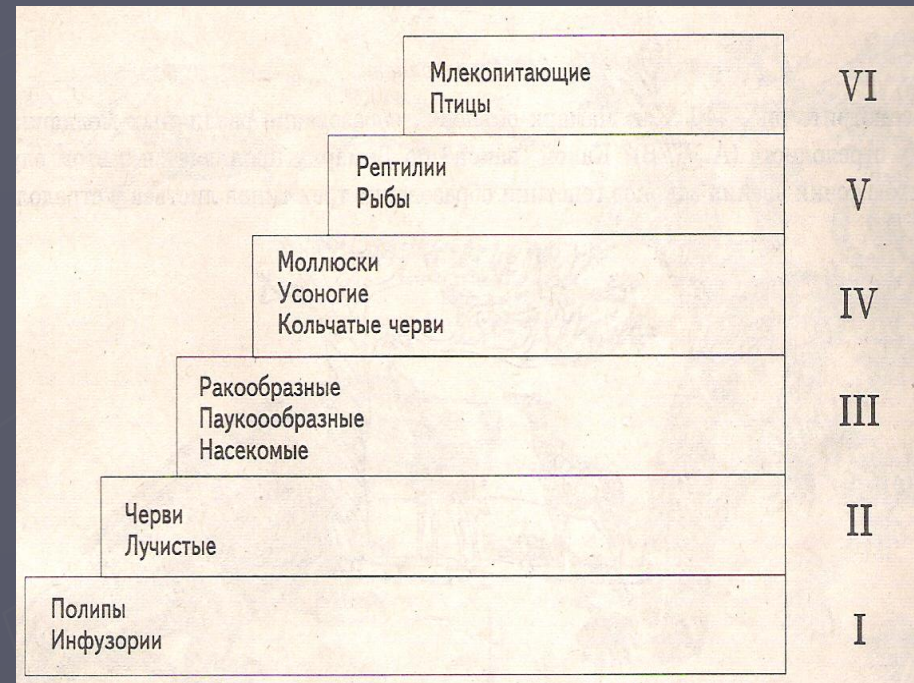 Млекопитающие
Птицы
VI
Рептилии
Рыбы
V
Моллюски
Усоногие
Кольчатые черви
IV
Ракообразные
Паукоообразные
Насекомые
III
Черви
Лучистые
II
Полипы
Инфузории
I